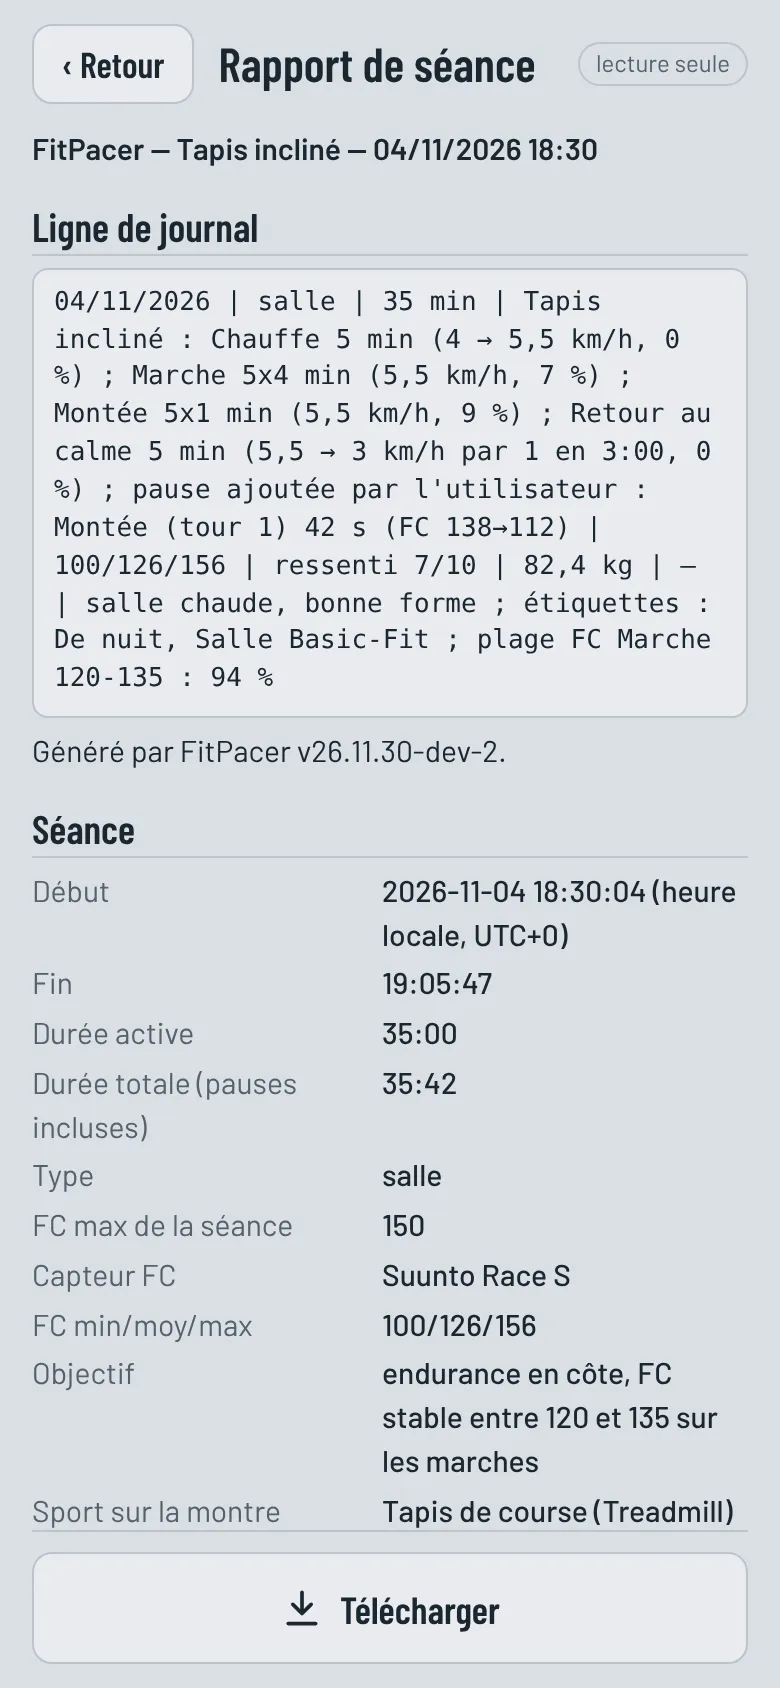 ‹ Retour
Rapport de séance
lecture seule
FitPacer — Tapis incliné — 04/11/2026 18:30
Ligne de journal
04/11/2026 | salle | 35 min | Tapis
incliné : Chauffe 5 min (4 → 5,5 km/h, 0
%) ; Marche 5x4 min (5,5 km/h, 7 %) ;
Montée 5x1 min (5,5 km/h, 9 %) ; Retour au
calme 5 min (5,5 → 3 km/h par 1 en 3:00, 0
%) ; pause ajoutée par l'utilisateur :
Montée (tour 1) 42 s (FC 138→112) |
100/126/156 | ressenti 7/10 | 82,4 kg | —
| salle chaude, bonne forme ; étiquettes :
De nuit, Salle Basic-Fit ; plage FC Marche
120-135 : 94 %
Généré par FitPacer v26.11.30-dev-2.
Séance
Début
2026-11-04 18:30:04 (heure
locale, UTC+0)
Fin
19:05:47
Durée active
35:00
Durée totale (pauses
incluses)
35:42
Type
salle
FC max de la séance
150
Capteur FC
Suunto Race S
FC min/moy/max
100/126/156
Objectif
endurance en côte, FC
stable entre 120 et 135 sur
les marches
Sport sur la montre
Tapis de course (Treadmill)
Télécharger